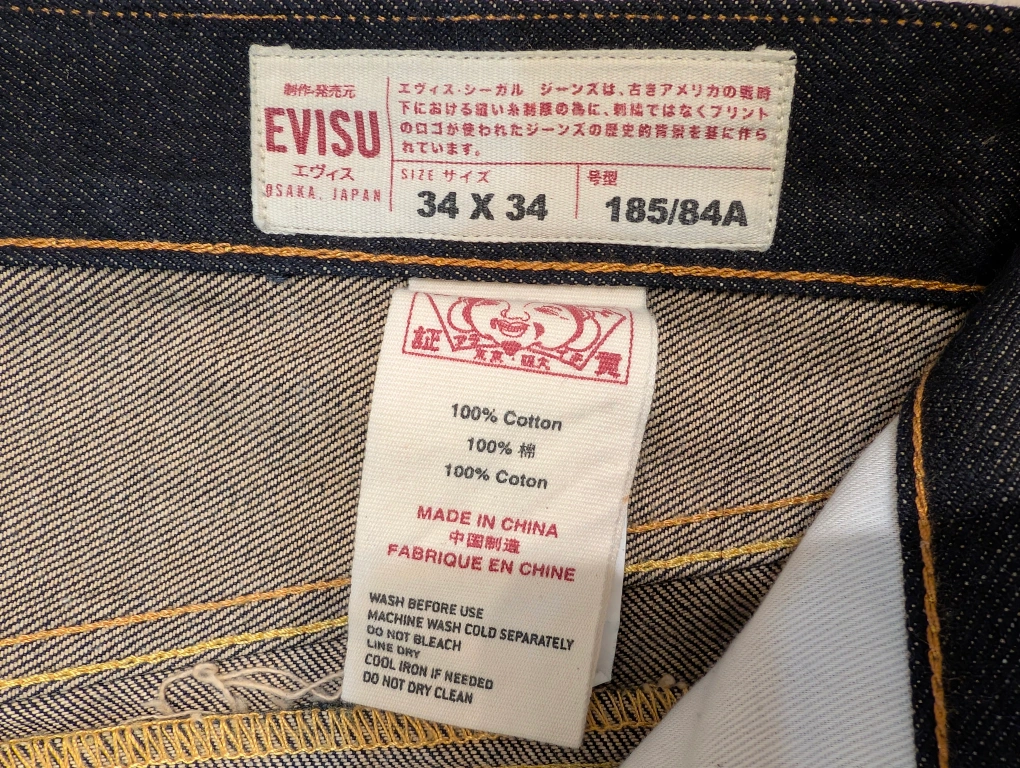 制作・発売元
EVISU
エヴィス
OSAKA, JAPAN
エヴィス・シーガル ジーンズは、古きアメリカの戦時
下における縫い糸制限の為に、刺繍ではなくプリント
のロゴが使われたジーンズの歴史的背景を基に作ら
れています。
SIZE サイズ
34 X 34
号型
185/84A
証
100% Cotton
100% 棉
100% Coton
MADE IN CHINA
中国制造
FABRIQUE EN CHINE
WASH BEFORE USE
MACHINE WASH COLD SEPARATELY
DO NOT BLEACH
LINE DRY
COOL IRON IF NEEDED
DO NOT DRY CLEAN